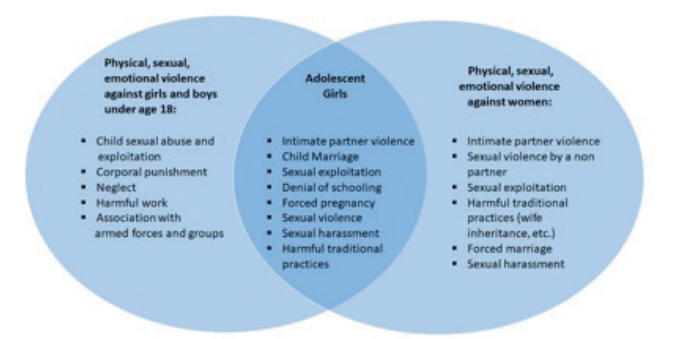 Physical, sexual,
emotional violence
against girls and boys
under age 18:
▪ Child sexual abuse and
exploitation
▪ Corporal punishment
▪ Neglect
▪ Harmful work
▪ Association with
armed forces and groups
Adolescent
Girls
▪ Intimate partner violence
▪ Child Marriage
▪ Sexual exploitation
▪ Denial of schooling
▪ Forced pregnancy
▪ Sexual violence
▪ Sexual harassment
▪ Harmful traditional
practices
Physical, sexual,
emotional violence
against women:
▪ Intimate partner violence
▪ Sexual violence by a non
partner
▪ Sexual exploitation
▪ Harmful traditional
practices (wife
inheritance, etc.)
▪ Forced marriage
▪ Sexual harassment